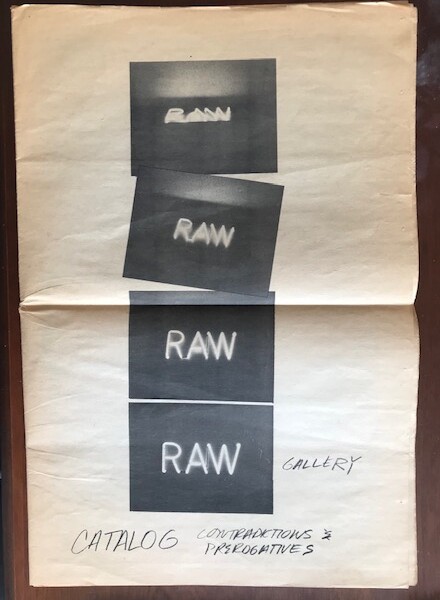 RAW
RAW
RAW
RAW
GALLERY
CATALOG
CONTRADICTIONS &
PREROGATIVES